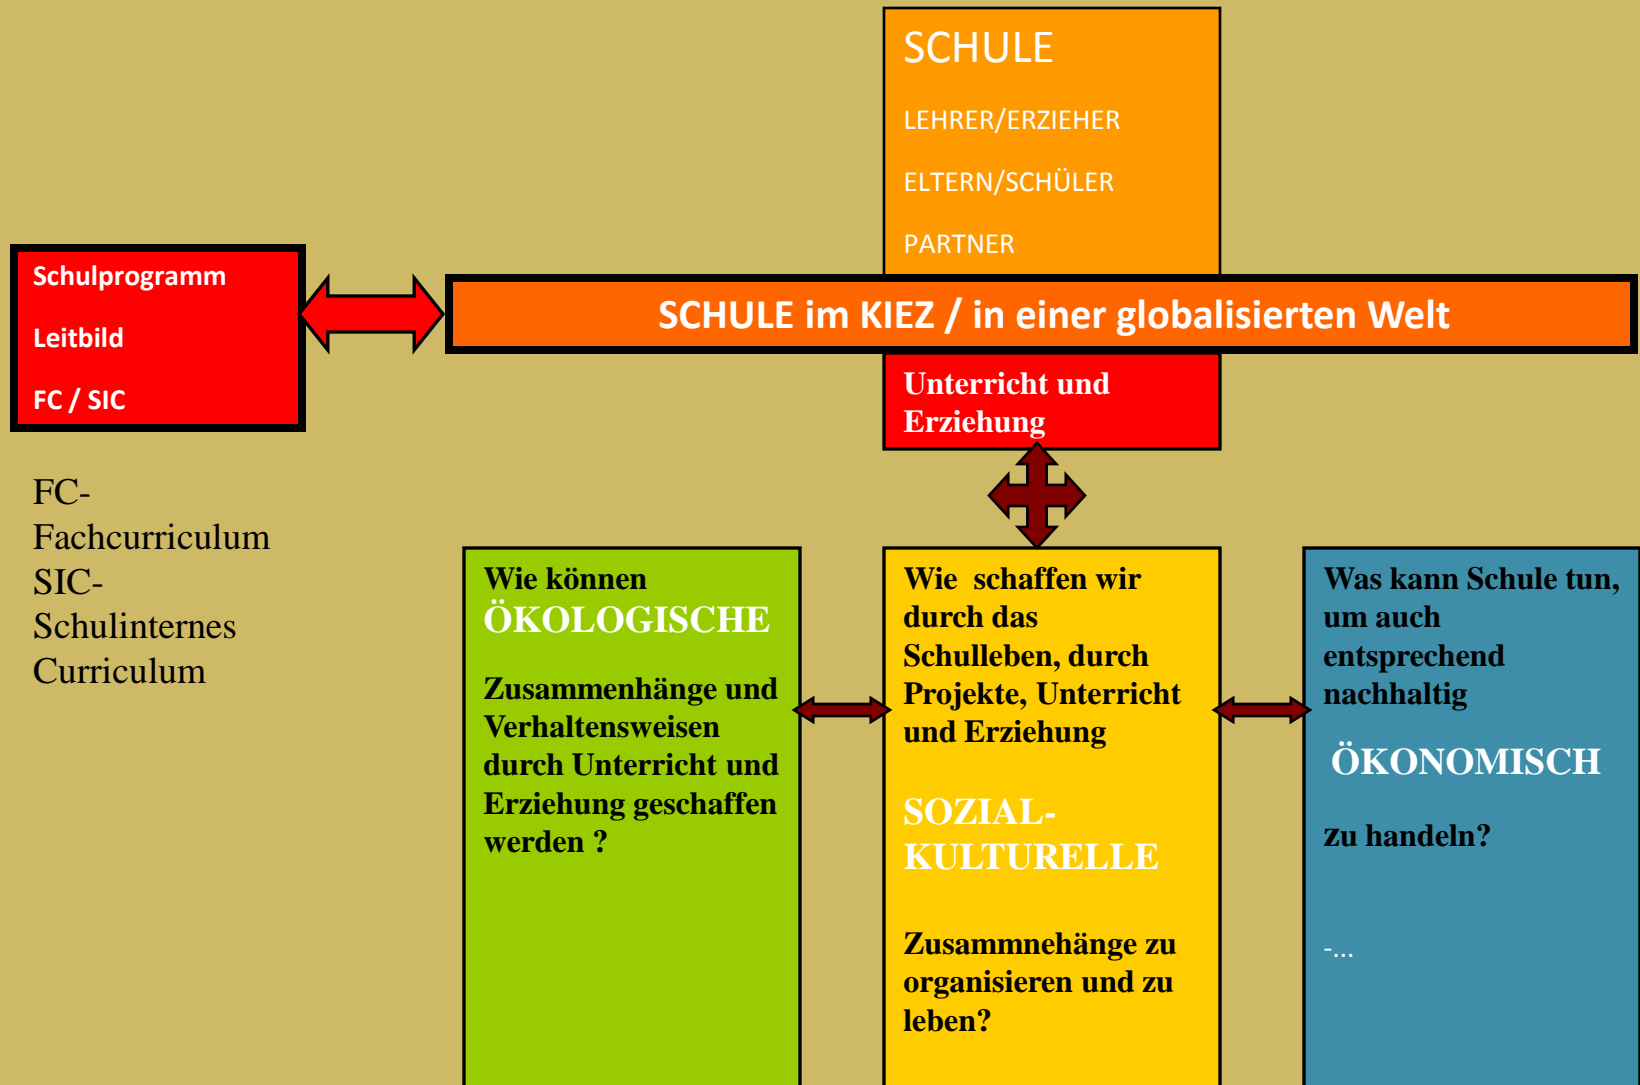 SCHULE
LEHRER/ERZIEHER
ELTERN/SCHÜLER
PARTNER
Schulprogramm
Leitbild
FC / SIC
SCHULE im KIEZ / in einer globalisierten Welt
Unterricht und
Erziehung
FC-
Fachcurriculum
SIC-
Schulinternes
Curriculum
Wie können
ÖKOLOGISCHE
Zusammenhänge und
Verhaltensweisen
durch Unterricht und
Erziehung geschaffen
werden ?
Wie  schaffen wir
durch das
Schulleben, durch
Projekte, Unterricht
und Erziehung
SOZIAL-
KULTURELLE
Zusammnehänge zu
organisieren und zu
leben?
Was kann Schule tun,
um auch
entsprechend
nachhaltig
ÖKONOMISCH
zu handeln?
-...